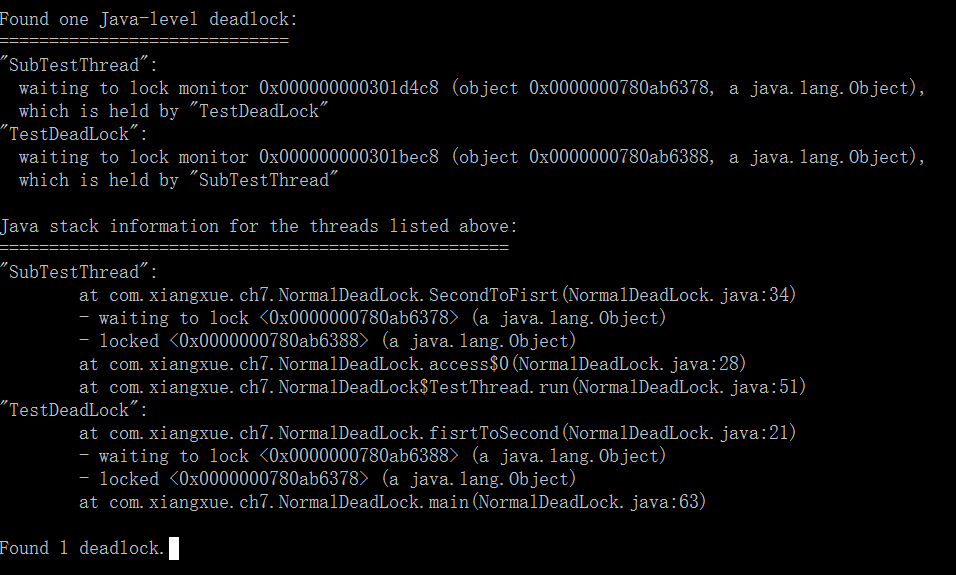 Found one Java-level deadlock:
=============================
"SubTestThread":
  waiting to lock monitor 0x000000000301d4c8 (object 0x0000000780ab6378, a java.lang.Object),
  which is held by "TestDeadLock"
"TestDeadLock":
  waiting to lock monitor 0x000000000301bec8 (object 0x0000000780ab6388, a java.lang.Object),
  which is held by "SubTestThread"

Java stack information for the threads listed above:
===================================================
"SubTestThread":
        at com.xiangxue.ch7.NormalDeadLock.SecondToFisrt(NormalDeadLock.java:34)
        - waiting to lock <0x0000000780ab6378> (a java.lang.Object)
        - locked <0x0000000780ab6388> (a java.lang.Object)
        at com.xiangxue.ch7.NormalDeadLock.access$0(NormalDeadLock.java:28)
        at com.xiangxue.ch7.NormalDeadLock$TestThread.run(NormalDeadLock.java:51)
"TestDeadLock":
        at com.xiangxue.ch7.NormalDeadLock.fisrtToSecond(NormalDeadLock.java:21)
        - waiting to lock <0x0000000780ab6388> (a java.lang.Object)
        - locked <0x0000000780ab6378> (a java.lang.Object)
        at com.xiangxue.ch7.NormalDeadLock.main(NormalDeadLock.java:63)

Found 1 deadlock.